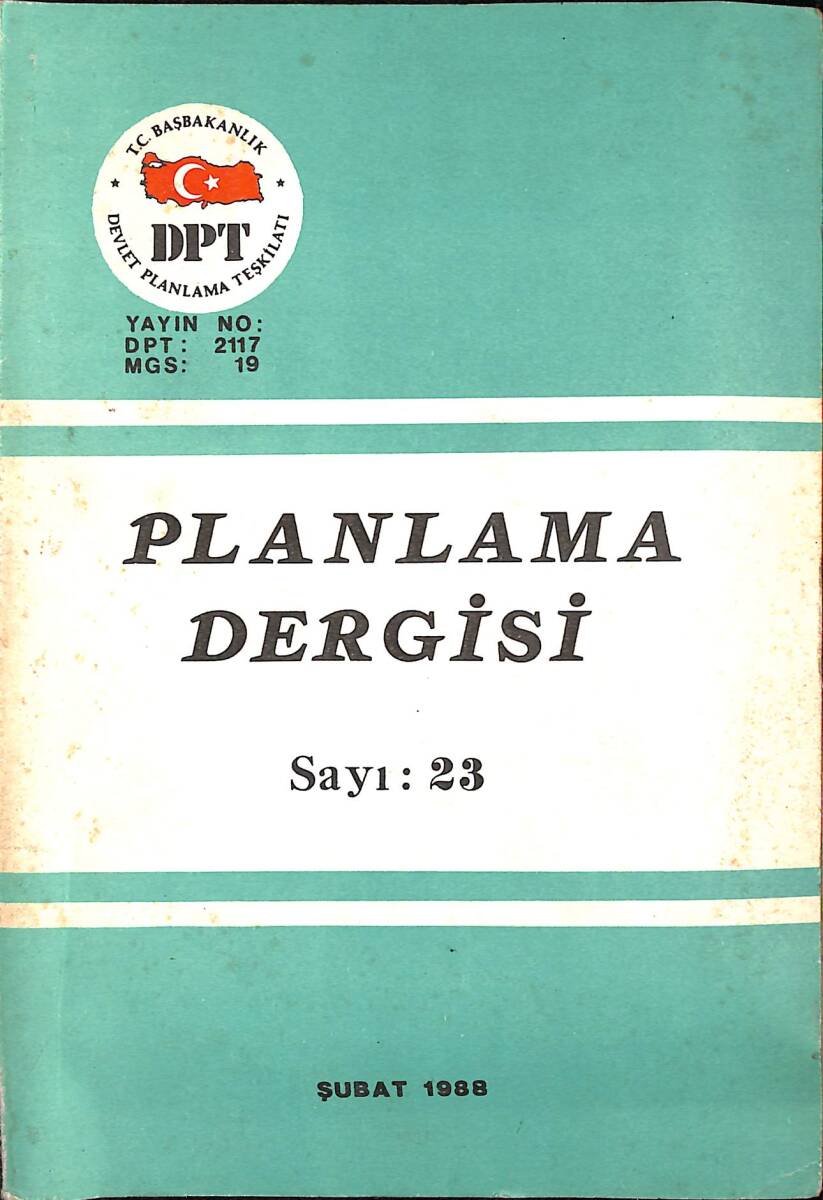 T.C. BAŞBAKANLIK
DPT
DEVLET PLANLAMA TEŞKİLATI
YAYIN NO:
DPT: 2117
MGS: 19
PLANLAMA
DERGİSİ
Sayı: 23
ŞUBAT 1988